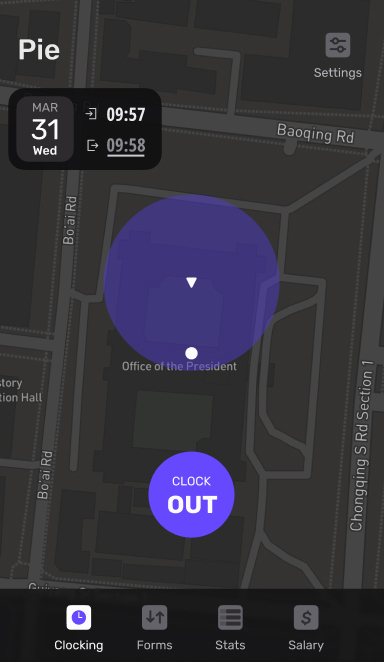 Pie
Settings
MAR
31
Wed
09:57
09:58
Baoqing Rd
Bo'ai Rd
Office of the President
story
tion Hall
Chongqing S Rd Section 1
Bo'ai Rd
CLOCK
OUT
Clocking
Forms
Stats
Salary